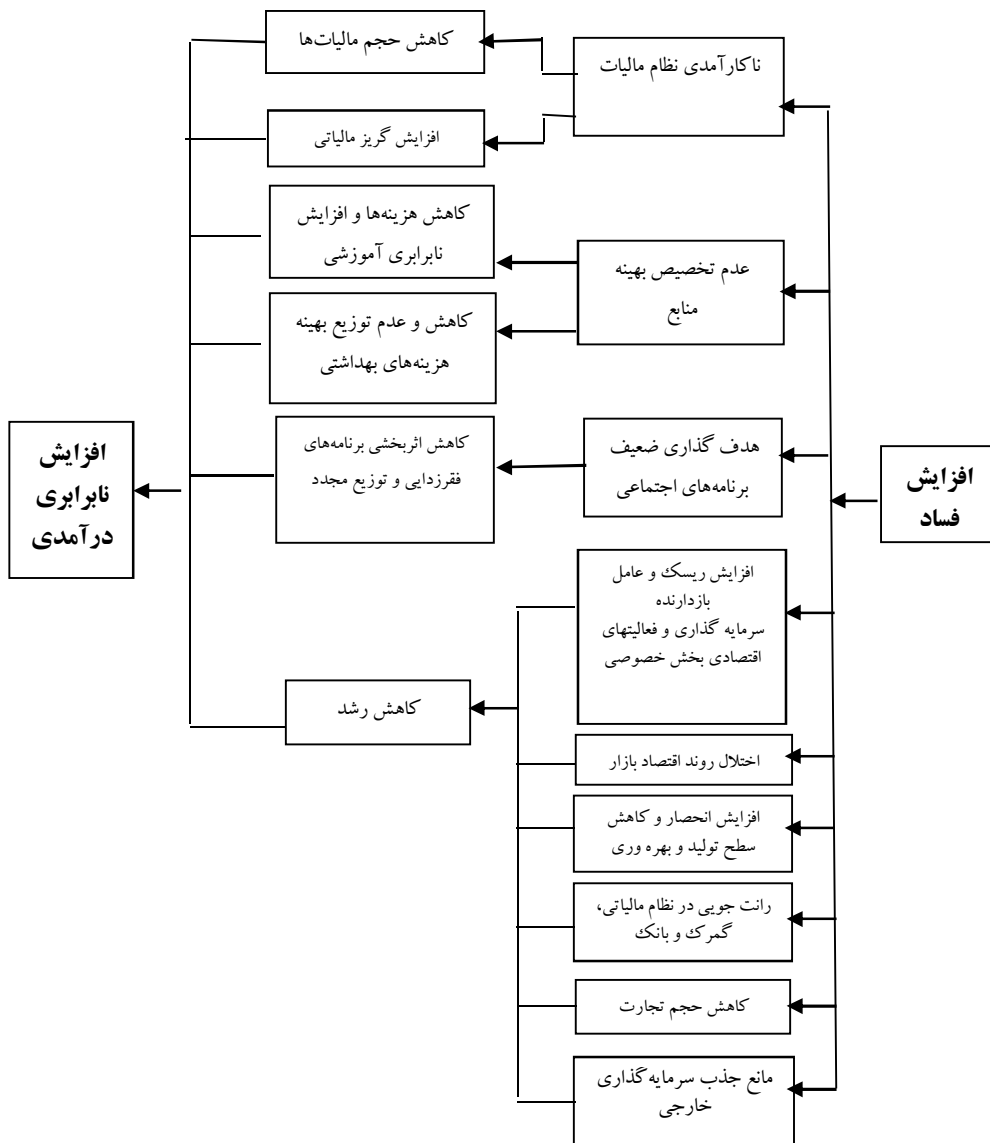 افزایش
فساد
ناکارآمدی نظام مالیات
عدم تخصیص بهینه
منابع
هدف گذاری ضعیف
برنامه‌های اجتماعی
افزایش ریسک و عامل
بازدارنده
سرمایه گذاری و فعالیتهای
اقتصادی بخش خصوصی
اختلال روند اقتصاد بازار
افزایش انحصار و کاهش
سطح تولید و بهره وری
رانت جویی در نظام مالیاتی،
گمرک و بانک
کاهش حجم تجارت
مانع جذب سرمایه‌گذاری
خارجی
کاهش حجم مالیات‌ها
افزایش گریز مالیاتی
کاهش هزینه‌ها و افزایش
نابرابری آموزشی
کاهش و عدم توزیع بهینه
هزینه‌های بهداشتی
کاهش اثربخشی برنامه‌های
فقرزدایی و توزیع مجدد
کاهش رشد
افزایش
نابرابری
درآمدی